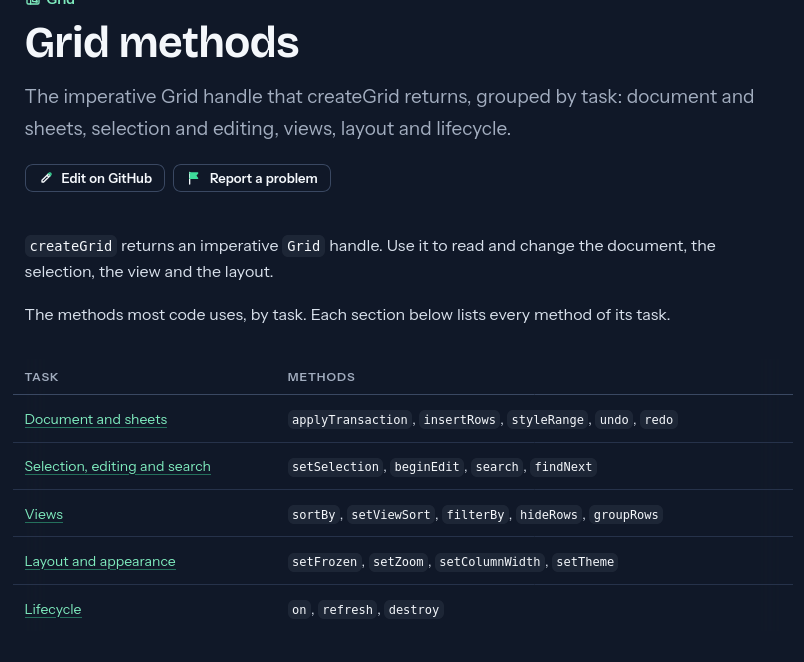 Grid
Grid methods
The imperative Grid handle that createGrid returns, grouped by task: document and
sheets, selection and editing, views, layout and lifecycle.
Edit on GitHub Report a problem
createGrid returns an imperative Grid handle. Use it to read and change the document, the
selection, the view and the layout.
The methods most code uses, by task. Each section below lists every method of its task.
TASK METHODS
Document and sheets applyTransaction, insertRows, styleRange, undo, redo
Selection, editing and search setSelection, beginEdit, search, findNext
Views sortBy, setViewSort, filterBy, hideRows, groupRows
Layout and appearance setFrozen, setZoom, setColumnWidth, setTheme
Lifecycle on, refresh, destroy